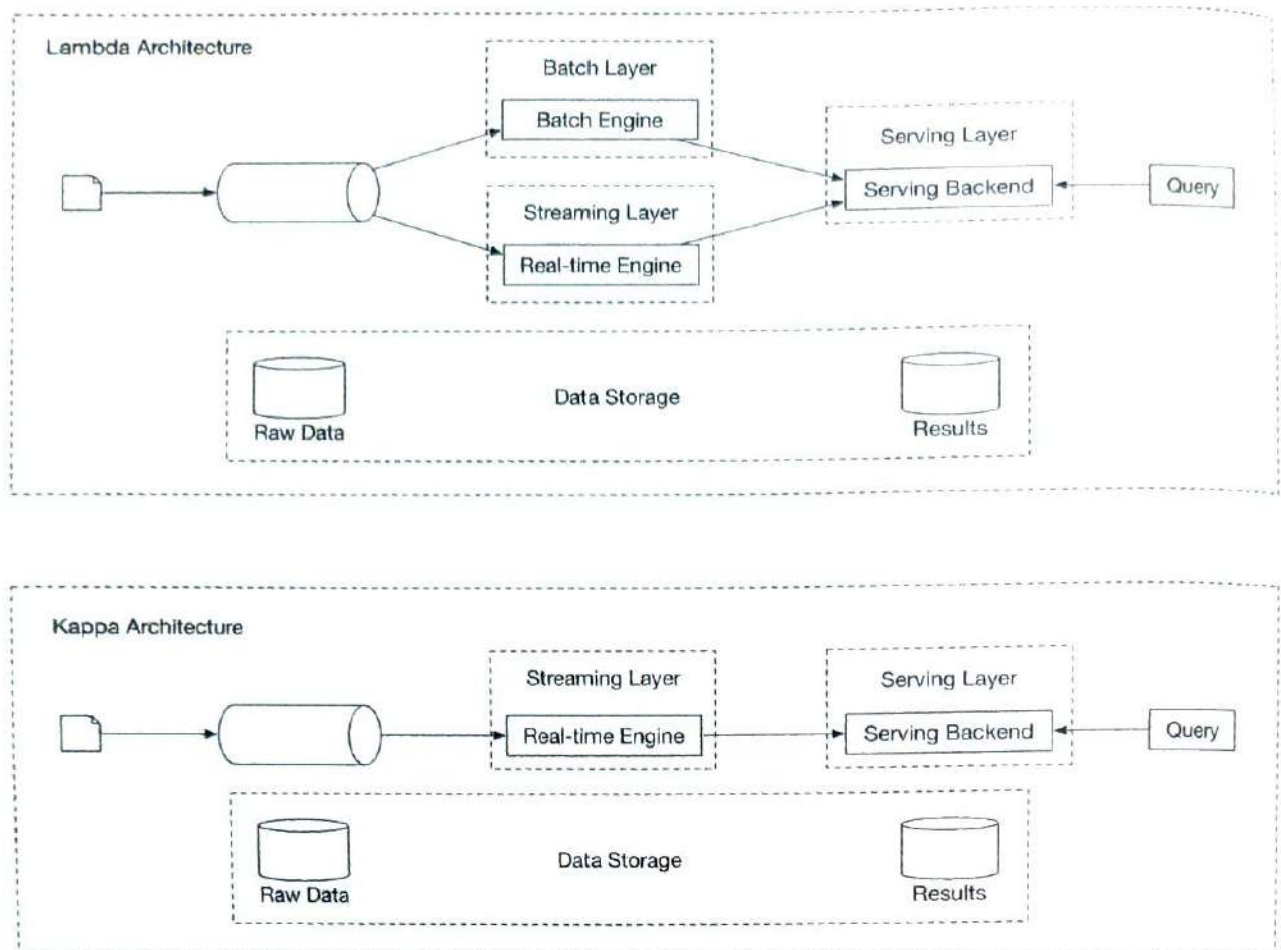 Lambda Architecture
Batch Layer
Batch Engine
Serving Layer
Serving Backend
Query
Streaming Layer
Real-time Engine
Raw Data
Data Storage
Results
Kappa Architecture
Streaming Layer
Real-time Engine
Serving Layer
Serving Backend
Query
Raw Data
Data Storage
Results